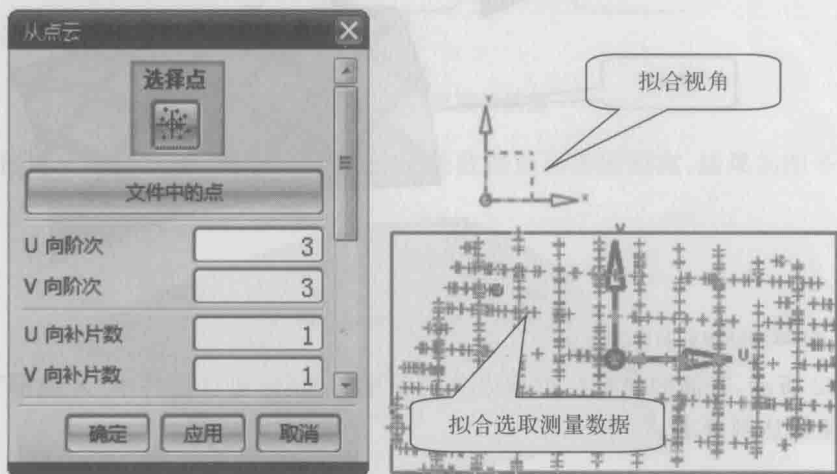 从点云
选择点
文件中的点
U 向阶次 3
V 向阶次 3
U 向补片数 1
V 向补片数 1
确定 应用 取消
拟合视角
Y
X
V
U
拟合选取测量数据